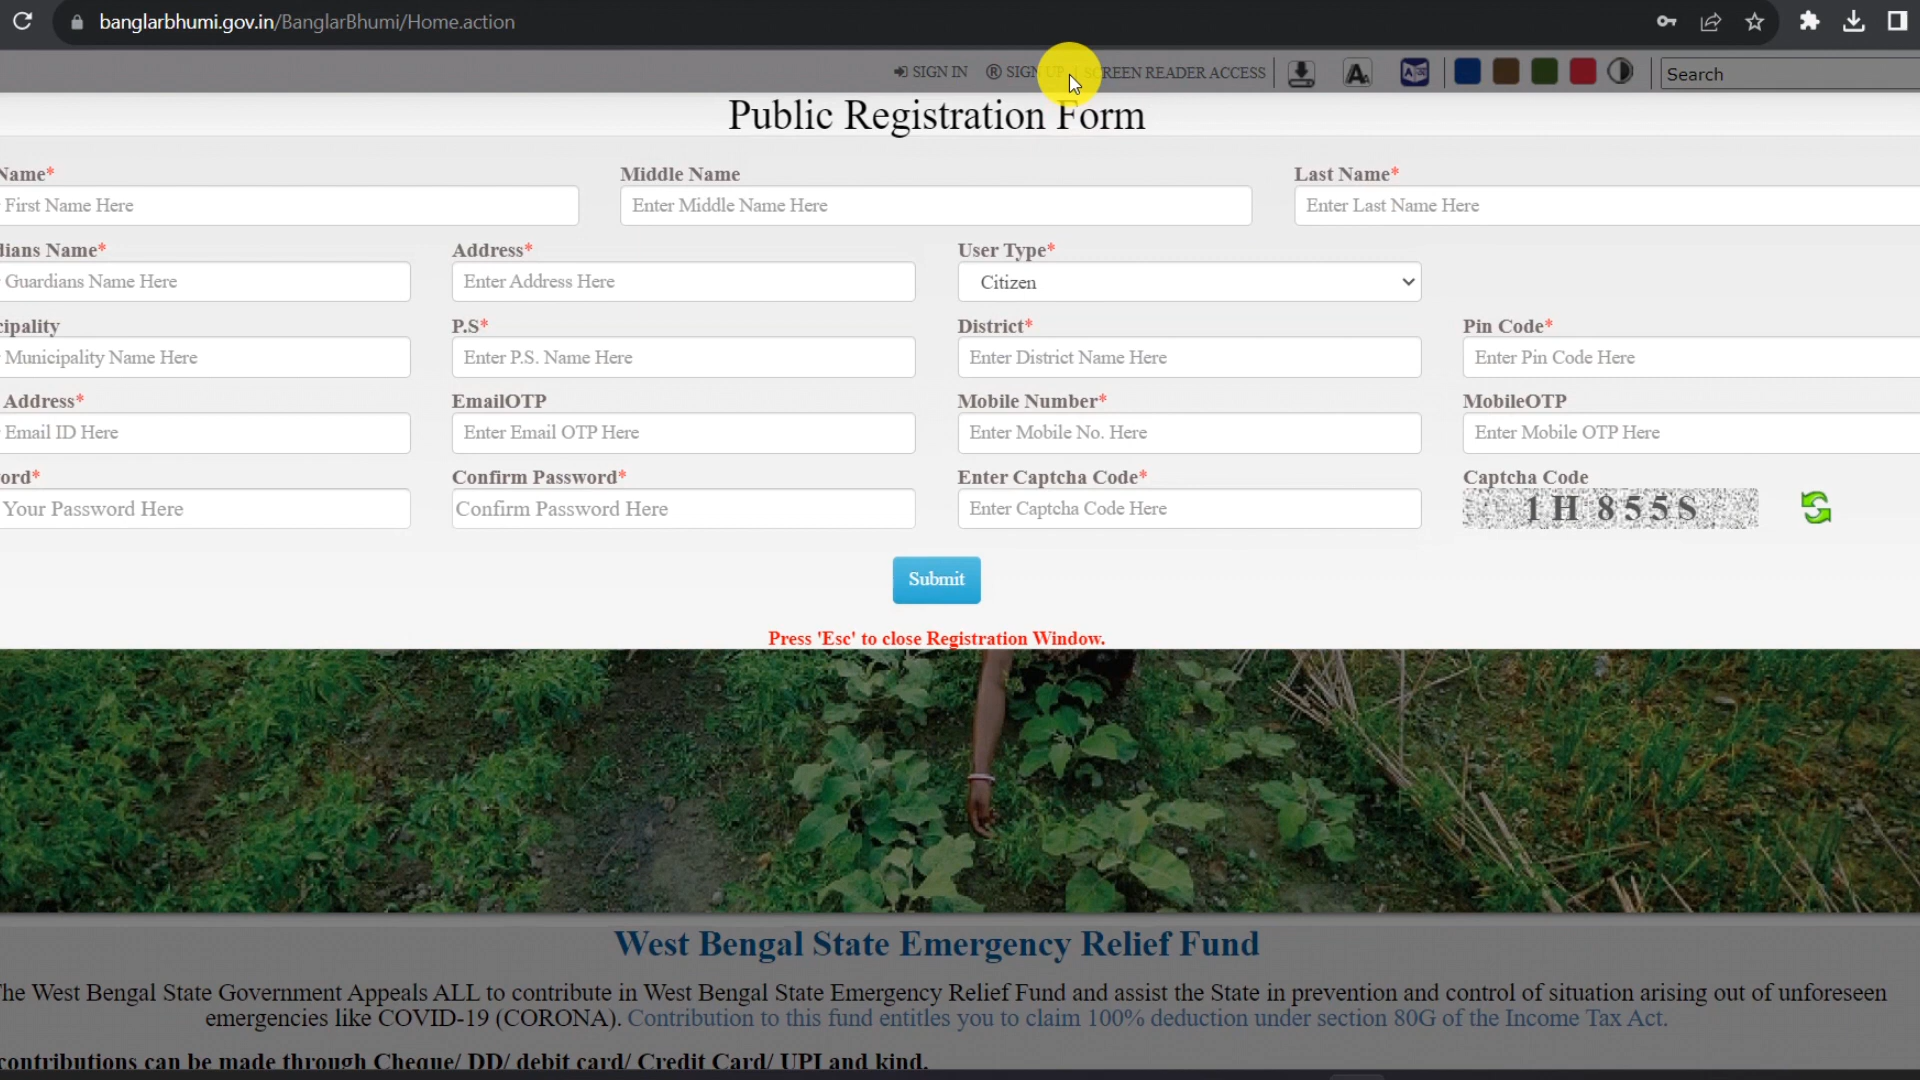 banglarbhumi.gov.in/BanglarBhumi/Home.action
SIGN IN ® SIGN UP | SCREEN READER ACCESS Search
Public Registration Form
Name* Middle Name Last Name*
First Name Here Enter Middle Name Here Enter Last Name Here
dians Name* Address* User Type*
Guardians Name Here Enter Address Here Citizen
cipality P.S* District* Pin Code*
Municipality Name Here Enter P.S. Name Here Enter District Name Here Enter Pin Code Here
Address* EmailOTP Mobile Number* MobileOTP
Email ID Here Enter Email OTP Here Enter Mobile No. Here Enter Mobile OTP Here
ord* Confirm Password* Enter Captcha Code* Captcha Code
Your Password Here Confirm Password Here Enter Captcha Code Here 1H855S
Submit
Press 'Esc' to close Registration Window.
West Bengal State Emergency Relief Fund
The West Bengal State Government Appeals ALL to contribute in West Bengal State Emergency Relief Fund and assist the State in prevention and control of situation arising out of unforeseen
emergencies like COVID-19 (CORONA). Contribution to this fund entitles you to claim 100% deduction under section 80G of the Income Tax Act.
contributions can be made through Cheque/ DD/ debit card/ Credit Card/ UPI and kind.